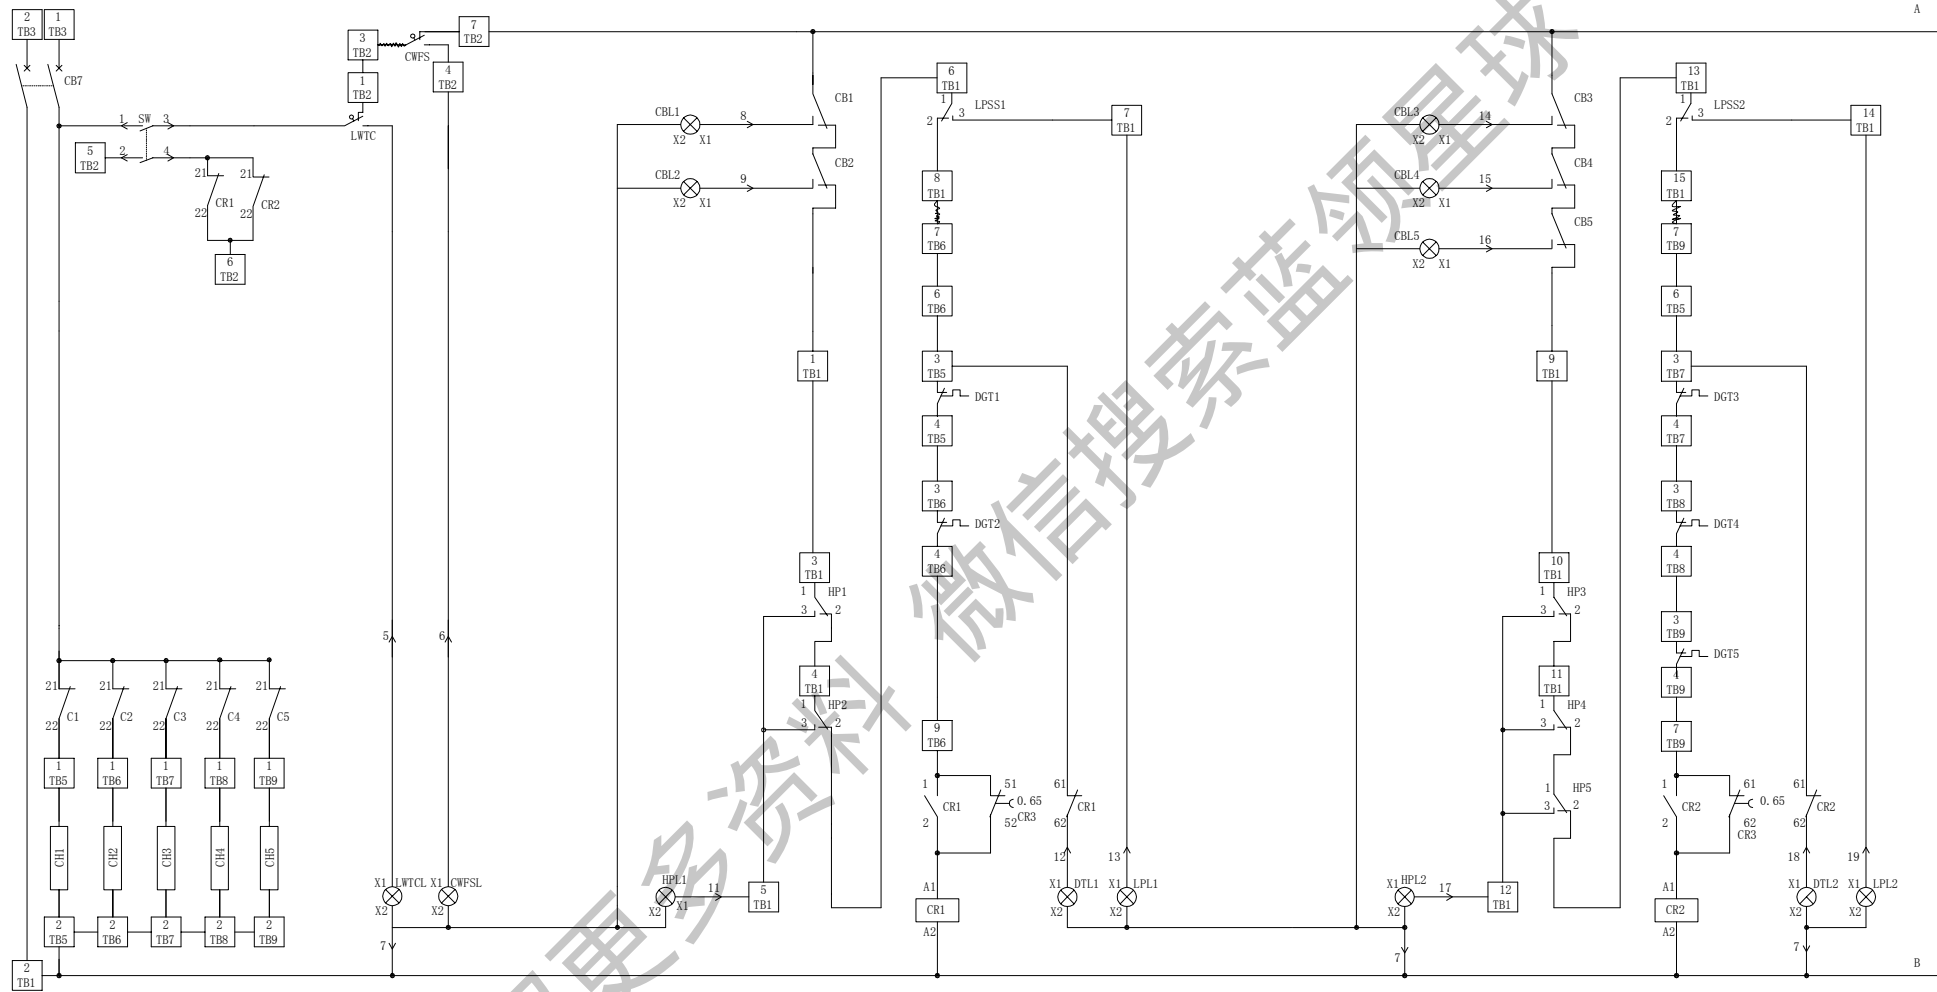 2
TB3
1
TB3
CB7
3
TB2
CWFS
7
TB2
A
1
TB2
4
TB2
LWTC
1
SW
3
5
TB2
2
4
21
21
CR1
CR2
22
22
6
TB2
CBL1
8
X2
X1
CB1
CBL2
9
X2
X1
CB2
6
TB1
1
LPSS1
2
3
7
TB1
8
TB1
7
TB6
6
TB6
1
TB1
3
TB5
DGT1
4
TB5
3
TB6
DGT2
4
TB6
3
TB1
1
HP1
3
2
4
TB1
1
HP2
3
2
9
TB6
CBL3
14
X2
X1
CB3
CBL4
15
X2
X1
CB4
CBL5
16
X2
X1
CB5
13
TB1
1
LPSS2
2
3
14
TB1
15
TB1
7
TB9
6
TB5
9
TB1
3
TB7
DGT3
4
TB7
3
TB8
DGT4
4
TB8
3
TB9
DGT5
4
TB9
10
TB1
1
HP3
3
2
11
TB1
1
HP4
3
2
7
TB9
1
HP5
3
2
5
6
21
21
21
21
21
C1
C2
C3
C4
C5
22
22
22
22
22
1
TB5
1
TB6
1
TB7
1
TB8
1
TB9
CH1
CH2
CH3
CH4
CH5
2
TB5
2
TB6
2
TB7
2
TB8
2
TB9
2
TB1
X1
LWTCL
X2
X1
CWFSL
X2
7
HPL1
X1
X2
11
5
TB1
1
CR1
2
51
0.65
52
CR3
61
CR1
62
12
13
A1
CR1
A2
X1
DTL1
X2
X1
LPL1
X2
X1
HPL2
X2
17
12
TB1
7
1
CR2
2
61
0.65
62
CR3
61
CR2
62
18
19
A1
CR2
A2
X1
DTL2
X2
X1
LPL2
X2
7
B
更多资料 微信搜索蓝领星球